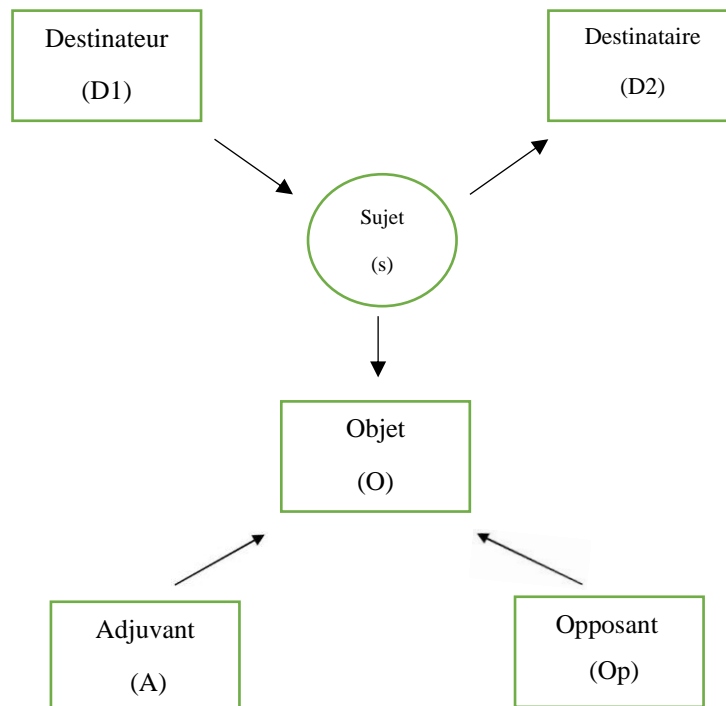 Destinateur
(D1)
Destinataire
(D2)
Sujet
(s)
Objet
(O)
Adjuvant
(A)
Opposant
(Op)